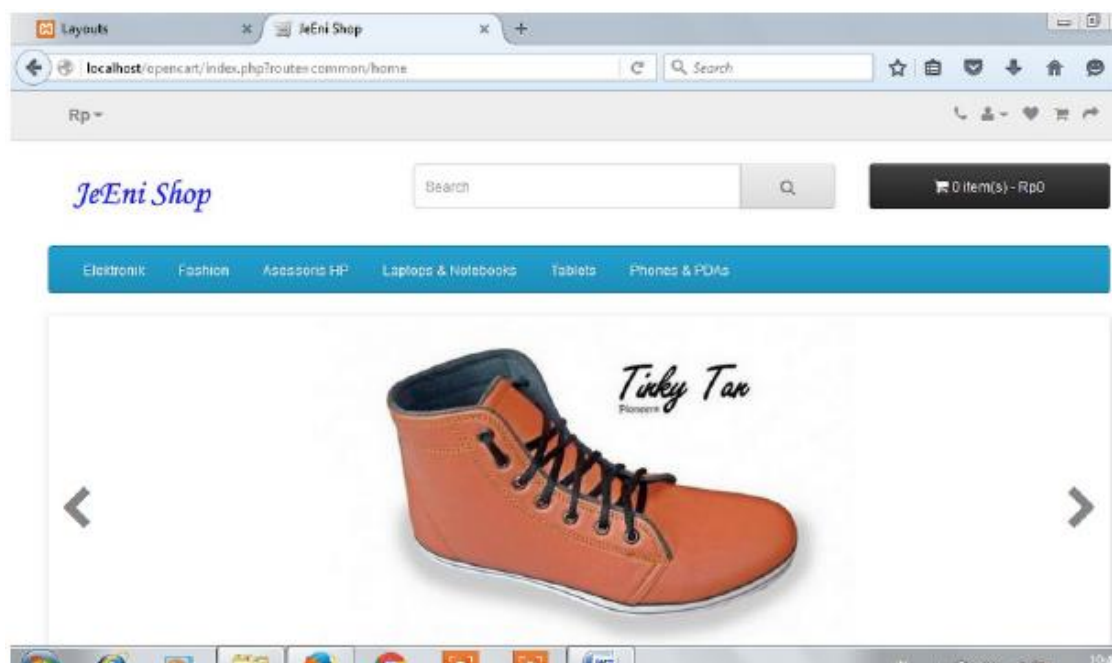 Layouts
JeEni Shop
localhost/opencart/index.php?route=common/home
Search
Rp
JeEni Shop
Search
0 item(s) - Rp0
Elektronik Fashion Asessoris HP Laptops & Notebooks Tablets Phones & PDAs
Tinky Tan
Pioneers